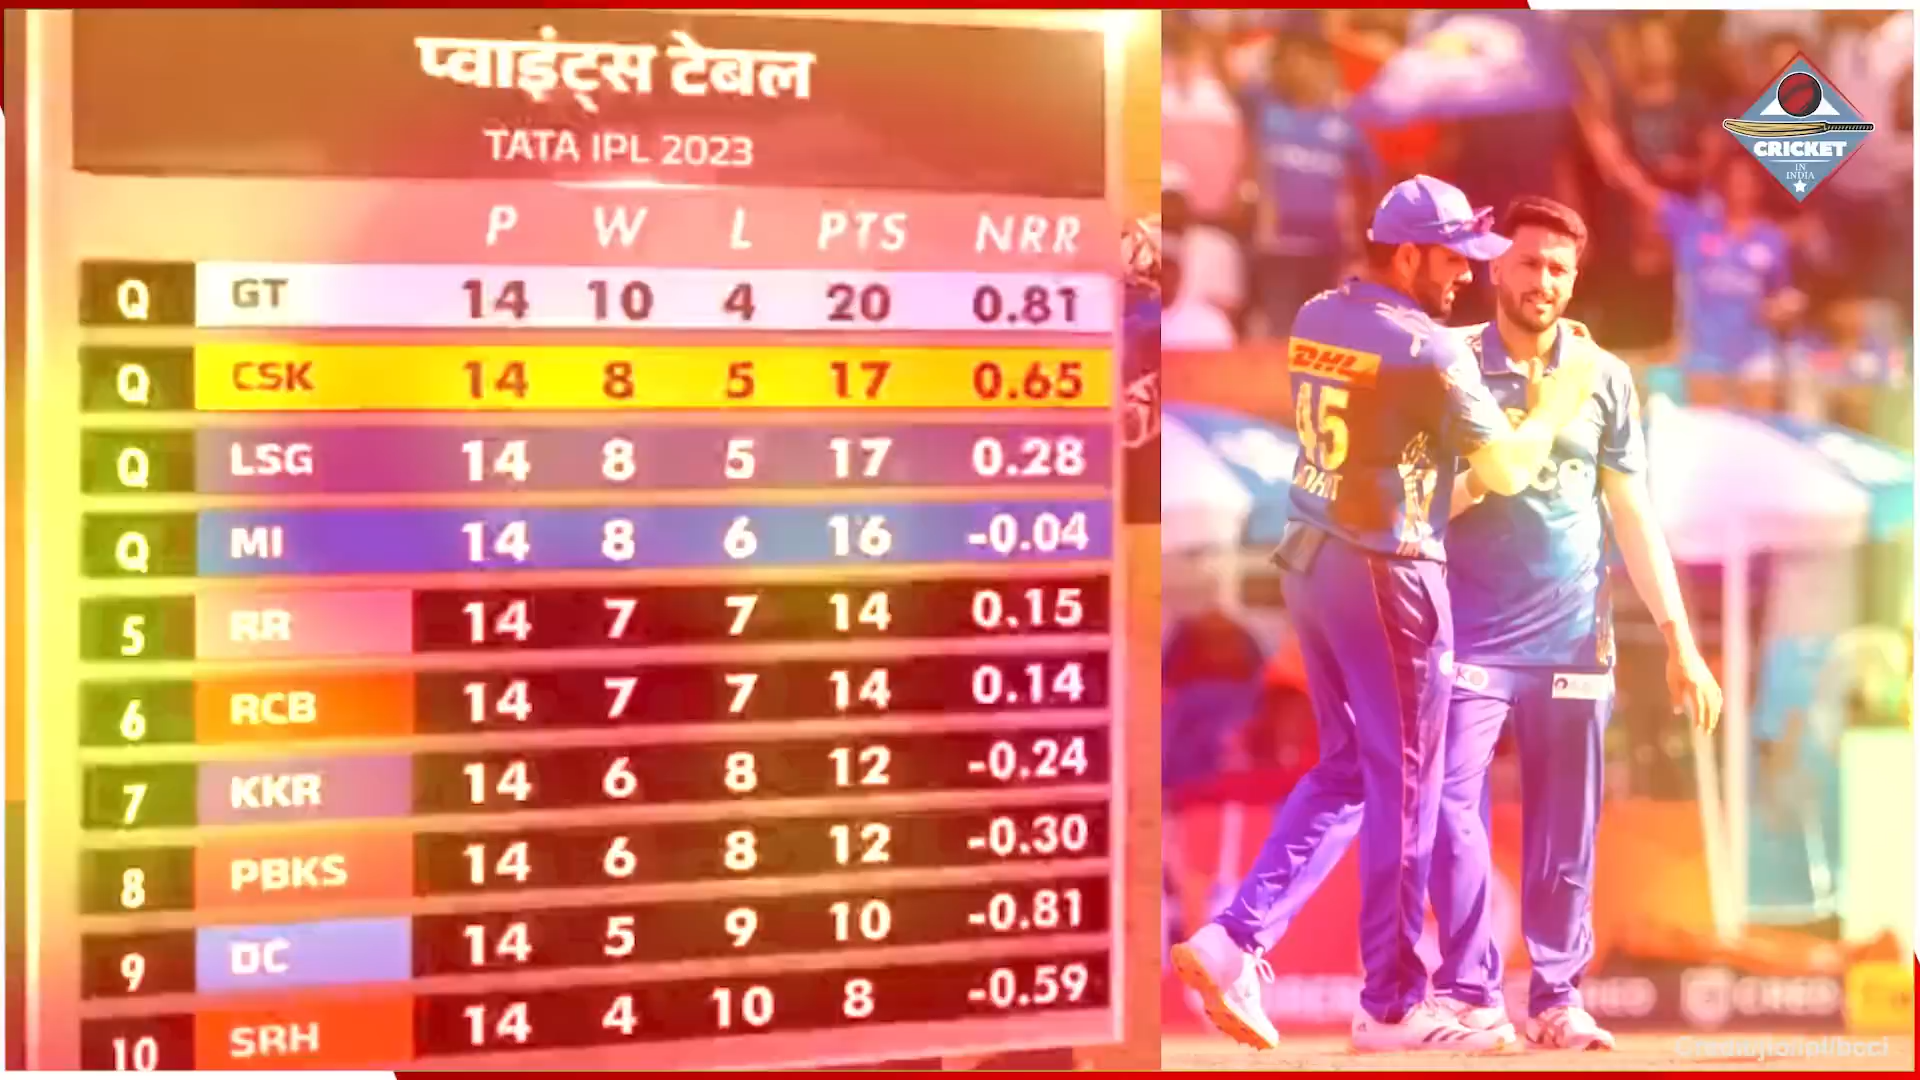 प्वाइंट्स टेबल
TATA IPL 2023
P W L PTS NRR
Q GT 14 10 4 20 0.81
Q CSK 14 8 5 17 0.65
Q LSG 14 8 5 17 0.28
Q MI 14 8 6 16 -0.04
5 RR 14 7 7 14 0.15
6 RCB 14 7 7 14 0.14
7 KKR 14 6 8 12 -0.24
8 PBKS 14 6 8 12 -0.30
9 DC 14 5 9 10 -0.81
10 SRH 14 4 10 8 -0.59
CRICKET
IN
INDIA
DHL
45